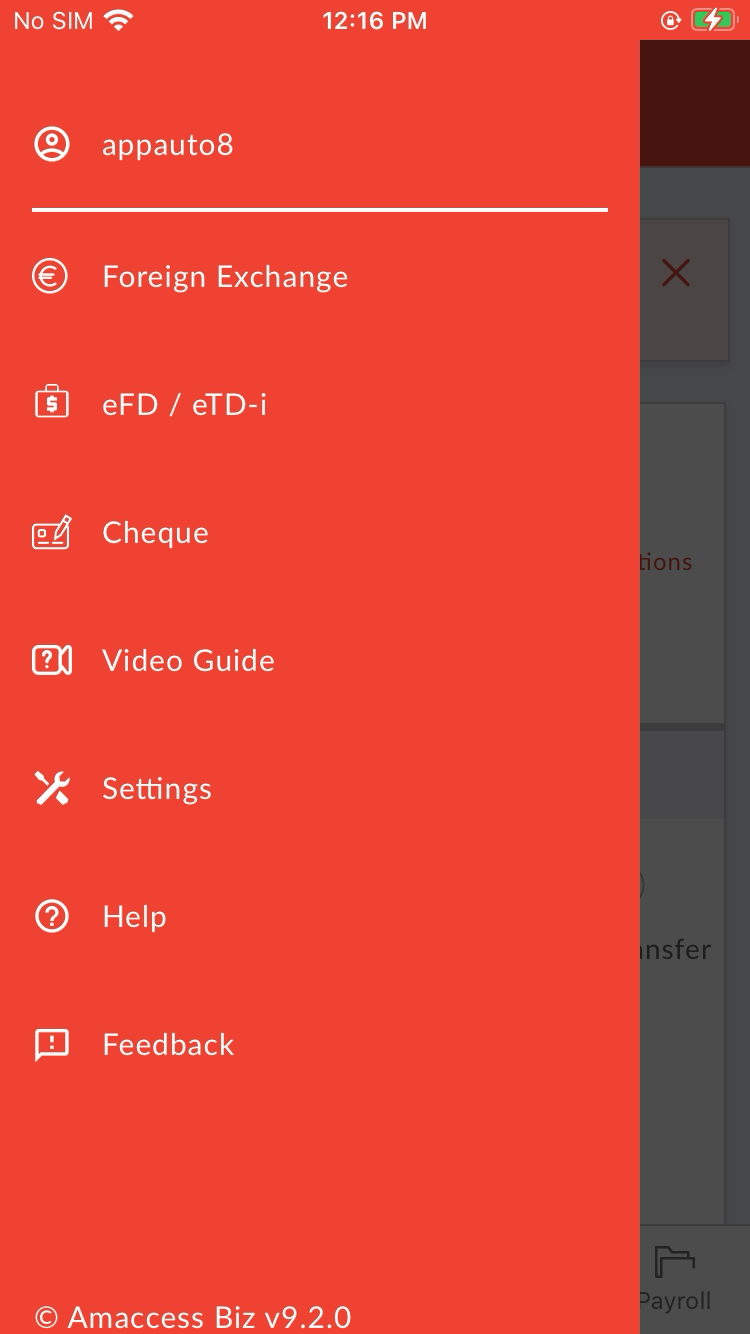 No SIM 12:16 PM
appauto8
Foreign Exchange
eFD / eTD-i
Cheque
tions
Video Guide
Settings
Help
ansfer
Feedback
Payroll
© Amaccess Biz v9.2.0